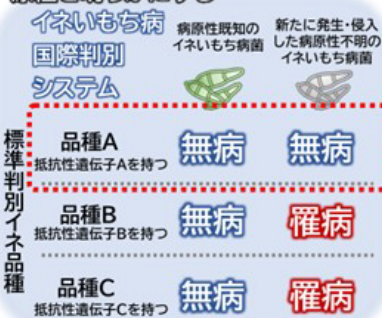 イネいもち病
国際判別
システム
病原性既知の
イネいもち病菌
新たに発生・侵入
した病原性不明の
イネいもち病菌
標準判別イネ品種
品種A
抵抗性遺伝子Aを持つ
無病
無病
品種B
抵抗性遺伝子Bを持つ
無病
罹病
品種C
抵抗性遺伝子Cを持つ
無病
罹病